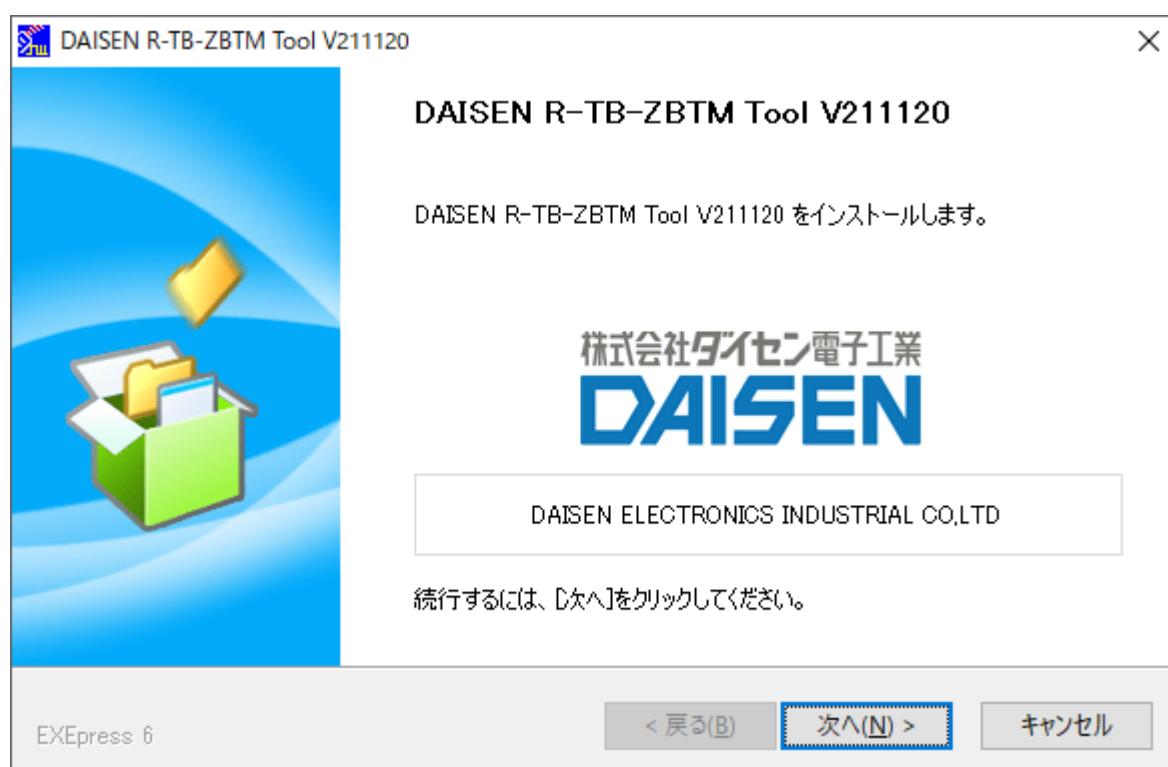 DAISEN R-TB-ZBTM Tool V211120
DAISEN R-TB-ZBTM Tool V211120
DAISEN R-TB-ZBTM Tool V211120 をインストールします。
株式会社ダイセン電子工業
DAISEN
DAISEN ELECTRONICS INDUSTRIAL CO,LTD
続行するには、[次へ]をクリックしてください。
EXEpress 6
< 戻る(B)
次へ(N) >
キャンセル